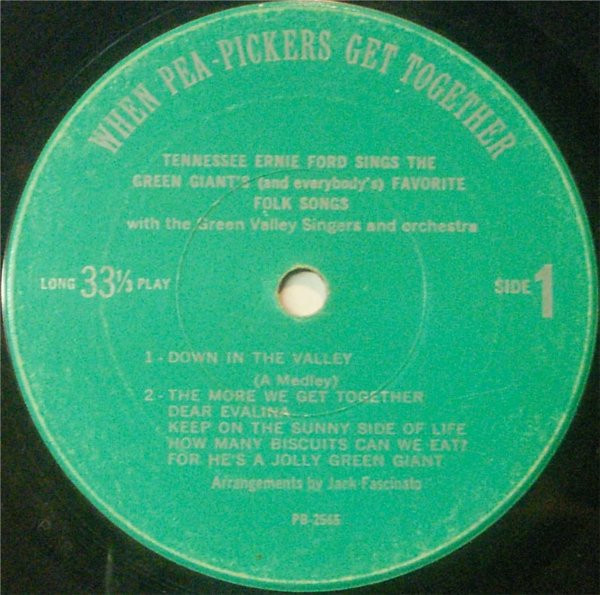 WHEN PEA-PICKERS GET TOGETHER
TENNESSEE ERNIE FORD SINGS THE
GREEN GIANT'S (and everybody's) FAVORITE
FOLK SONGS
with the Green Valley Singers and orchestra
LONG 33⅓ PLAY
SIDE 1
1 - DOWN IN THE VALLEY
(A Medley)
2 - THE MORE WE GET TOGETHER
DEAR EVALINA
KEEP ON THE SUNNY SIDE OF LIFE
HOW MANY BISCUITS CAN WE EAT?
FOR HE'S A JOLLY GREEN GIANT
Arrangements by Jack Fascinato
PB-2565